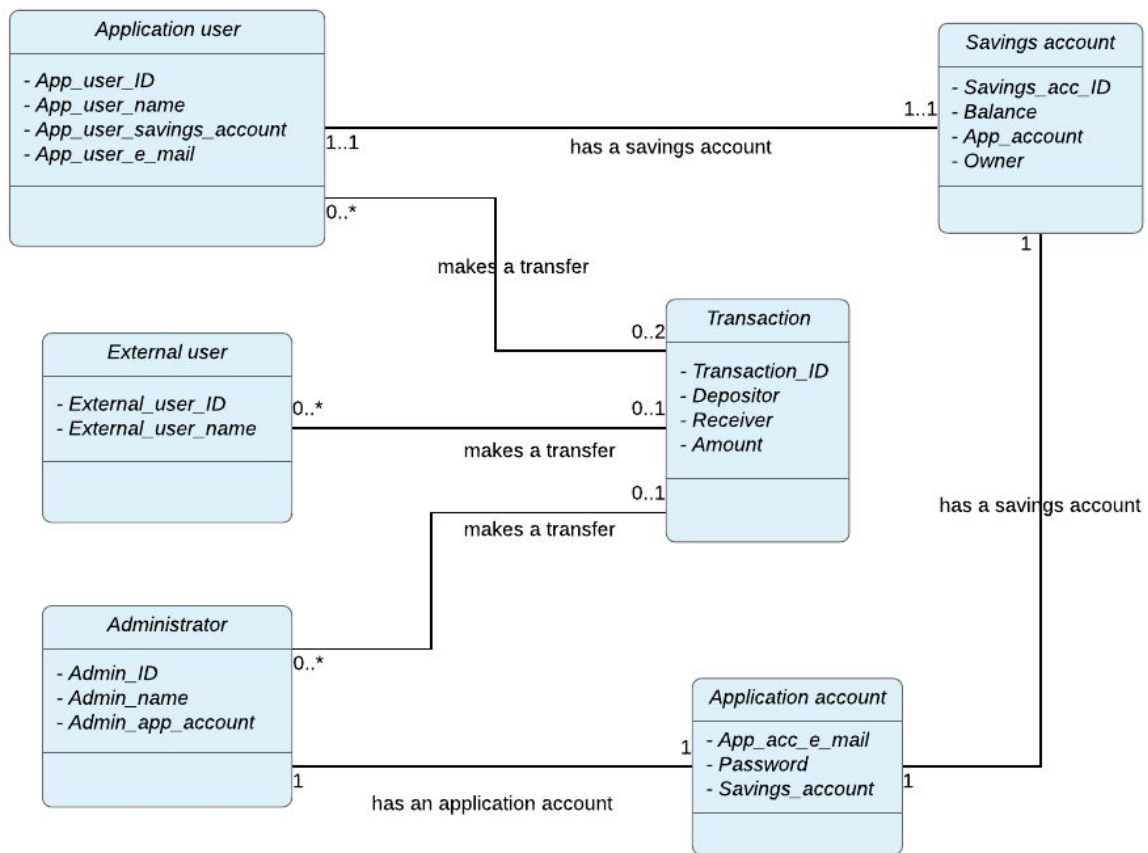 Application user
- App_user_ID
- App_user_name
- App_user_savings_account
- App_user_e_mail
Savings account
- Savings_acc_ID
- Balance
- App_account
- Owner
1..1
1..1
has a savings account
0..*
1
makes a transfer
Transaction
- Transaction_ID
- Depositor
- Receiver
- Amount
0..2
External user
- External_user_ID
- External_user_name
0..*
0..1
makes a transfer
0..1
makes a transfer
has a savings account
Administrator
- Admin_ID
- Admin_name
- Admin_app_account
0..*
Application account
- App_acc_e_mail
- Password
- Savings_account
1
1
1
has an application account